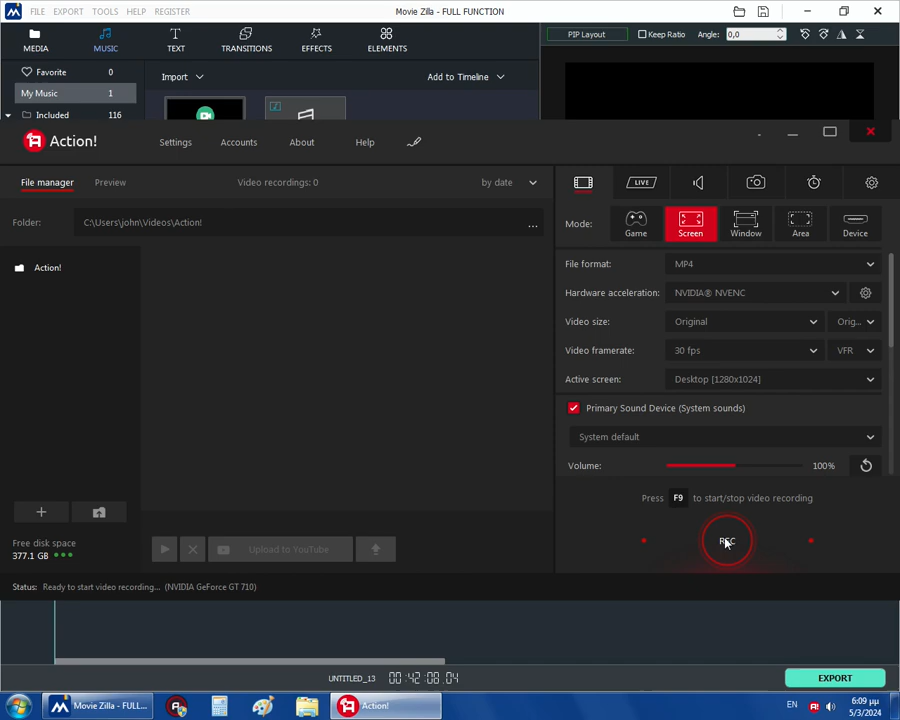 FILE EXPORT TOOLS HELP REGISTER Movie Zilla - FULL FUNCTION
MEDIA MUSIC TEXT TRANSITIONS EFFECTS ELEMENTS
PIP Layout Keep Ratio Angle: 0,0
Favorite 0
Import Add to Timeline
My Music 1
Included 116
Action! Settings Accounts About Help
File manager Preview Video recordings: 0 by date
LIVE
Folder: C:\Users\john\Videos\Action! ...
Mode: Game Screen Window Area Device
Action!
File format: MP4
Hardware acceleration: NVIDIA® NVENC
Video size: Original Orig...
Video framerate: 30 fps VFR
Active screen: Desktop [1280x1024]
Primary Sound Device (System sounds)
System default
Volume: 100%
Press F9 to start/stop video recording
REC
Free disk space
377.1 GB
Upload to YouTube
Status: Ready to start video recording... (NVIDIA GeForce GT 710)
UNTITLED_13 00:42:08.04 EXPORT
Movie Zilla - FULL... Action! EN 6:09 μμ
5/3/2024